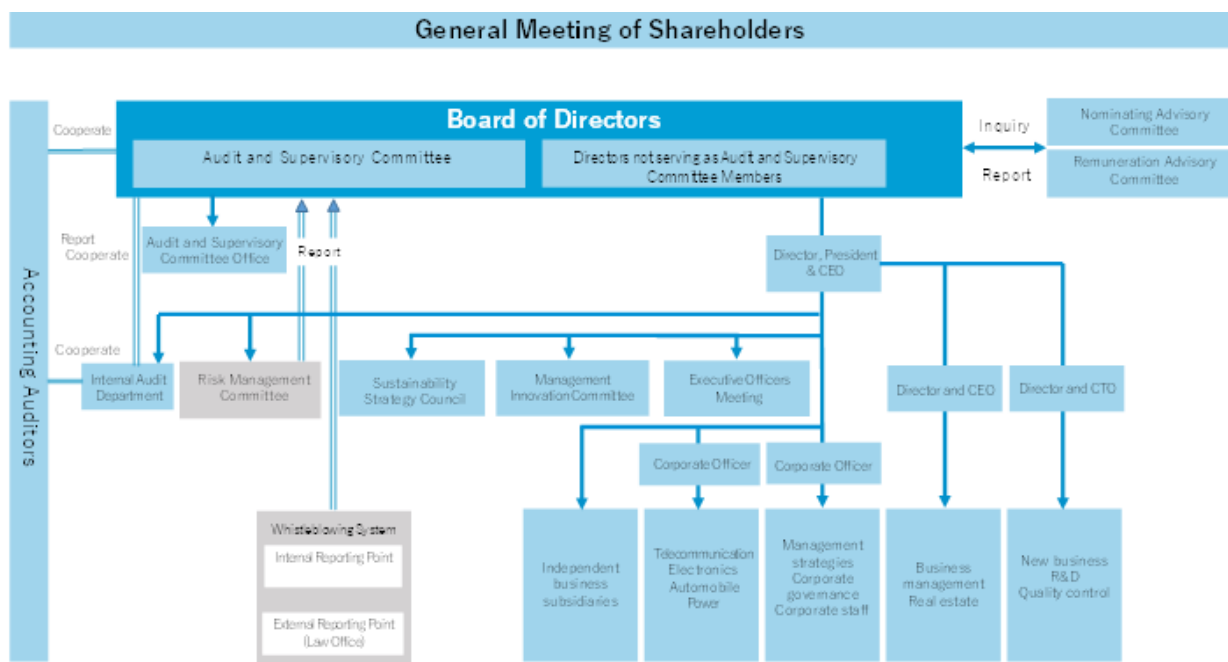 General Meeting of Shareholders
Board of Directors
Cooperate
Audit and Supervisory Committee
Directors not serving as Audit and Supervisory
Committee Members
Inquiry
Report
Nominating Advisory
Committee
Remuneration Advisory
Committee
Report
Cooperate
Audit and Supervisory
Committee Office
Report
Director, President
& CEO
Accounting Auditors
Cooperate
Internal Audit
Department
Risk Management
Committee
Sustainability
Strategy Council
Management
Innovation Committee
Executive Officers
Meeting
Director and CEO
Director and CTO
Corporate Officer
Corporate Officer
Whistleblowing System
Internal Reporting Point
External Reporting Point
(Law Office)
Independent
business
subsidiaries
Telecommunication
Electronics
Automobile
Power
Management
strategies
Corporate
governance
Corporate staff
Business
management
Real estate
New business
R&D
Quality control